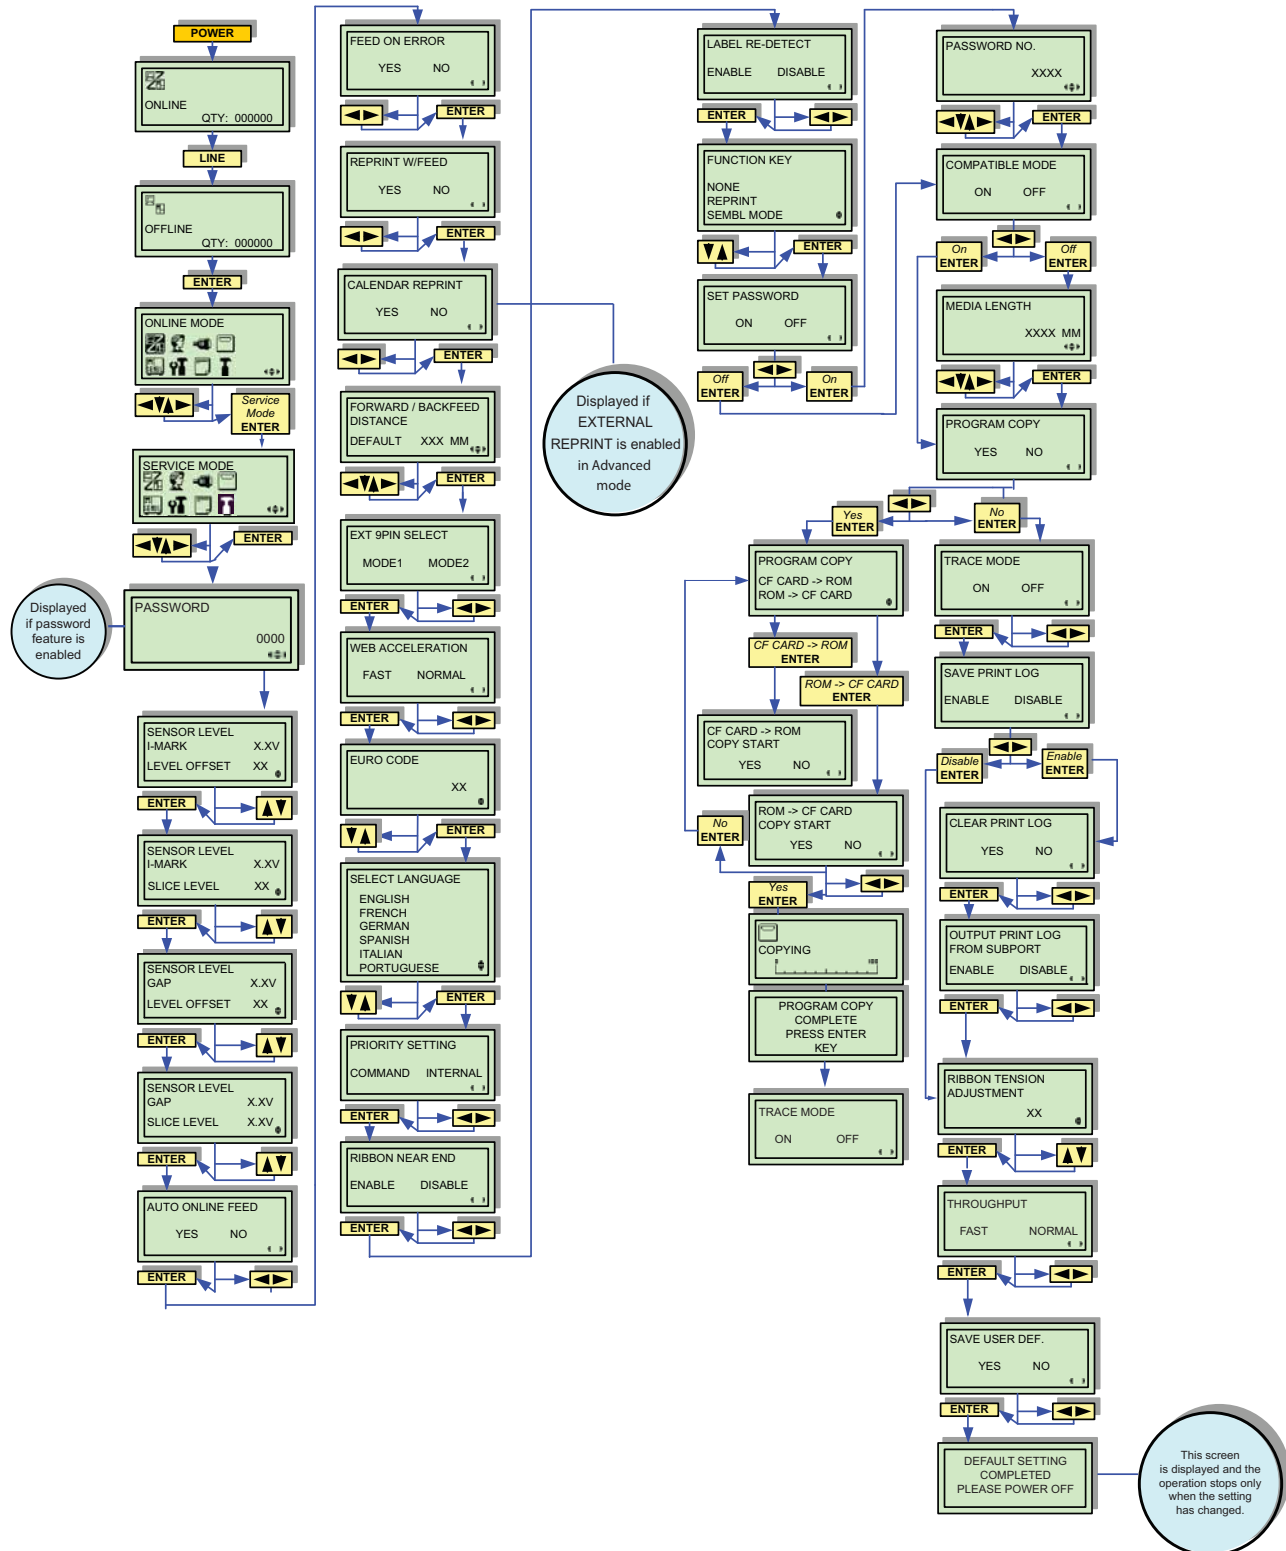 POWER
ONLINE
QTY: 000000
LINE
OFFLINE
QTY: 000000
ENTER
ONLINE MODE
Service
Mode
ENTER
SERVICE MODE
ENTER
Displayed
if password
feature is
enabled
PASSWORD
0000
SENSOR LEVEL
I-MARK X.XV
LEVEL OFFSET XX
ENTER
SENSOR LEVEL
I-MARK X.XV
SLICE LEVEL XX
ENTER
SENSOR LEVEL
GAP X.XV
LEVEL OFFSET XX
ENTER
SENSOR LEVEL
GAP X.XV
SLICE LEVEL X.XV
ENTER
AUTO ONLINE FEED
YES NO
ENTER
FEED ON ERROR
YES NO
ENTER
REPRINT W/FEED
YES NO
ENTER
CALENDAR REPRINT
YES NO
ENTER
Displayed if
EXTERNAL
REPRINT is enabled
in Advanced
mode
FORWARD / BACKFEED
DISTANCE
DEFAULT XXX MM
ENTER
EXT 9PIN SELECT
MODE1 MODE2
ENTER
WEB ACCELERATION
FAST NORMAL
ENTER
EURO CODE
XX
ENTER
SELECT LANGUAGE
ENGLISH
FRENCH
GERMAN
SPANISH
ITALIAN
PORTUGUESE
ENTER
PRIORITY SETTING
COMMAND INTERNAL
ENTER
RIBBON NEAR END
ENABLE DISABLE
ENTER
LABEL RE-DETECT
ENABLE DISABLE
ENTER
FUNCTION KEY
NONE
REPRINT
SEMBL MODE
ENTER
SET PASSWORD
ON OFF
Off
ENTER
On
ENTER
PASSWORD NO.
XXXX
ENTER
COMPATIBLE MODE
ON OFF
On
ENTER
Off
ENTER
MEDIA LENGTH
XXXX MM
ENTER
PROGRAM COPY
YES NO
Yes
ENTER
No
ENTER
PROGRAM COPY
CF CARD -> ROM
ROM -> CF CARD
CF CARD -> ROM
ENTER
ROM -> CF CARD
ENTER
CF CARD -> ROM
COPY START
YES NO
ROM -> CF CARD
COPY START
YES NO
No
ENTER
Yes
ENTER
COPYING
PROGRAM COPY
COMPLETE
PRESS ENTER
KEY
TRACE MODE
ON OFF
TRACE MODE
ON OFF
ENTER
SAVE PRINT LOG
ENABLE DISABLE
Disable
ENTER
Enable
ENTER
CLEAR PRINT LOG
YES NO
ENTER
OUTPUT PRINT LOG
FROM SUBPORT
ENABLE DISABLE
ENTER
RIBBON TENSION
ADJUSTMENT
XX
ENTER
THROUGHPUT
FAST NORMAL
ENTER
SAVE USER DEF.
YES NO
ENTER
DEFAULT SETTING
COMPLETED
PLEASE POWER OFF
This screen
is displayed and the
operation stops only
when the setting
has changed.